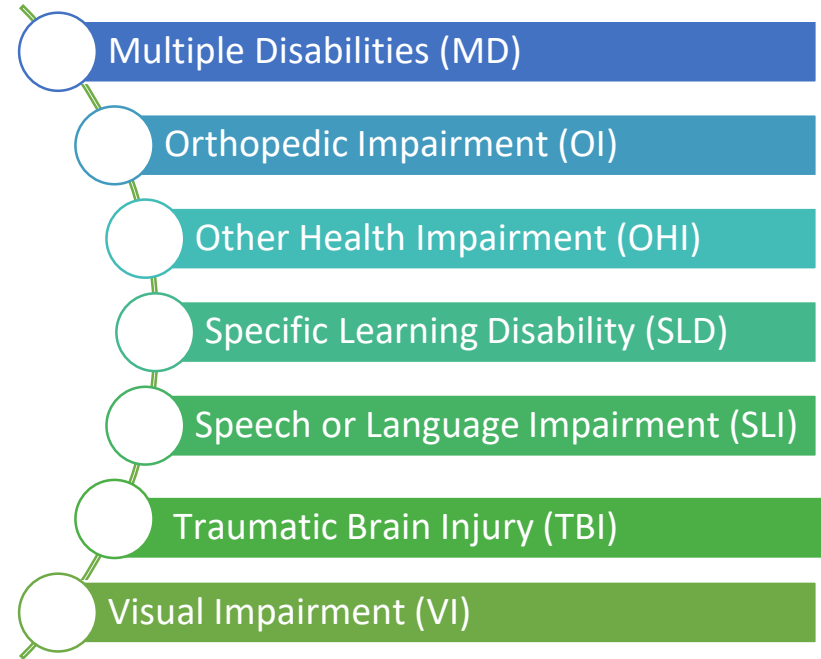 Multiple Disabilities (MD)
Orthopedic Impairment (OI)
Other Health Impairment (OHI)
Specific Learning Disability (SLD)
Speech or Language Impairment (SLI)
Traumatic Brain Injury (TBI)
Visual Impairment (VI)